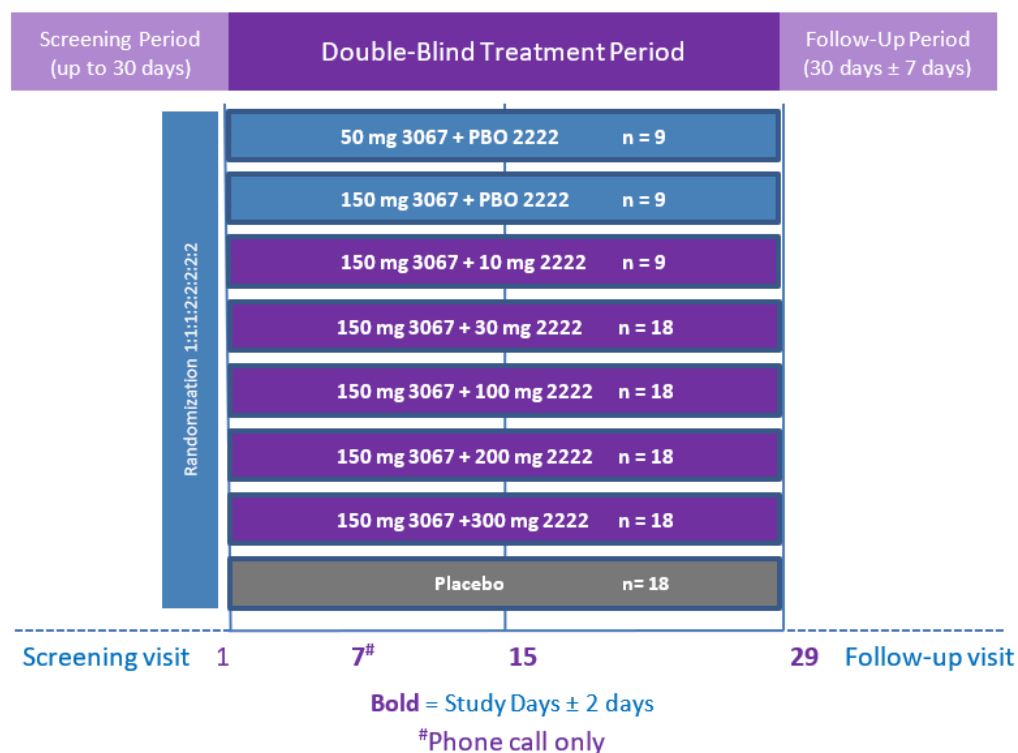 Screening Period
(up to 30 days)
Double-Blind Treatment Period
Follow-Up Period
(30 days ± 7 days)
Randomization 1:1:1:2:2:2:2:2
50 mg 3067 + PBO 2222 n = 9
150 mg 3067 + PBO 2222 n = 9
150 mg 3067 + 10 mg 2222 n = 9
150 mg 3067 + 30 mg 2222 n = 18
150 mg 3067 + 100 mg 2222 n = 18
150 mg 3067 + 200 mg 2222 n = 18
150 mg 3067 +300 mg 2222 n = 18
Placebo n= 18
Screening visit 1 7# 15 29 Follow-up visit
Bold = Study Days ± 2 days
#Phone call only